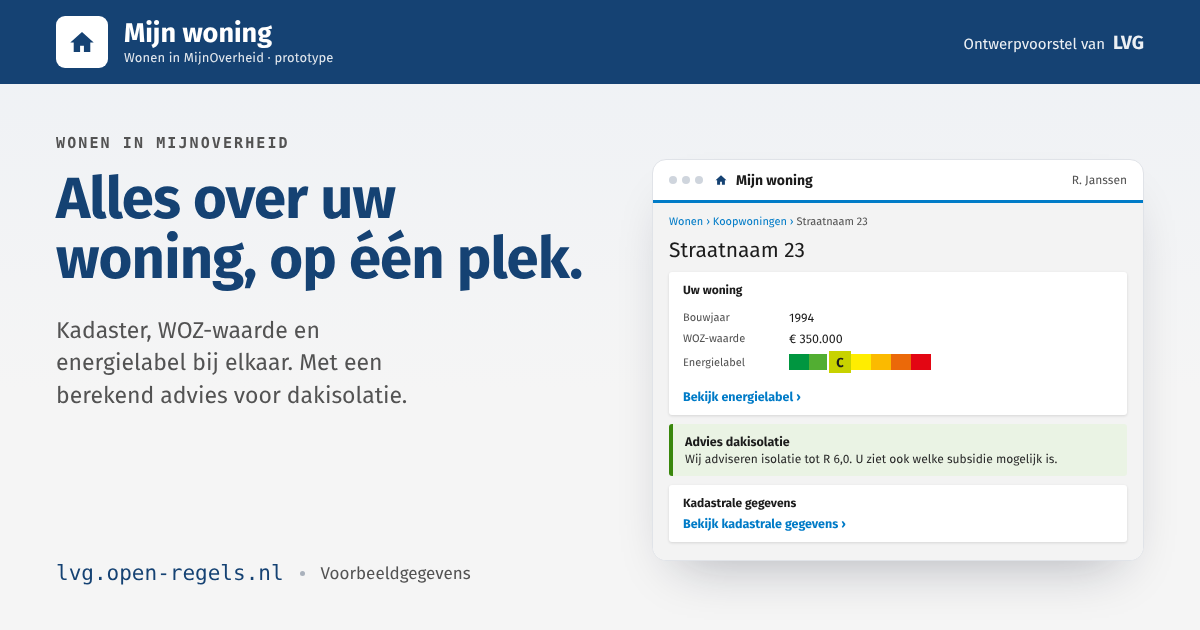 Mijn woning
Wonen in MijnOverheid · prototype
Ontwerpvoorstel van LVG
WONEN IN MIJNOVERHEID
Alles over uw
woning, op één plek.
Kadaster, WOZ-waarde en
energielabel bij elkaar. Met een
berekend advies voor dakisolatie.
lvg.open-regels.nl • Voorbeeldgegevens
Mijn woning
R. Janssen
Wonen › Koopwoningen › Straatnaam 23
Straatnaam 23
Uw woning
Bouwjaar 1994
WOZ-waarde € 350.000
Energielabel C
Bekijk energielabel ›
Advies dakisolatie
Wij adviseren isolatie tot R 6,0. U ziet ook welke subsidie mogelijk is.
Kadastrale gegevens
Bekijk kadastrale gegevens ›